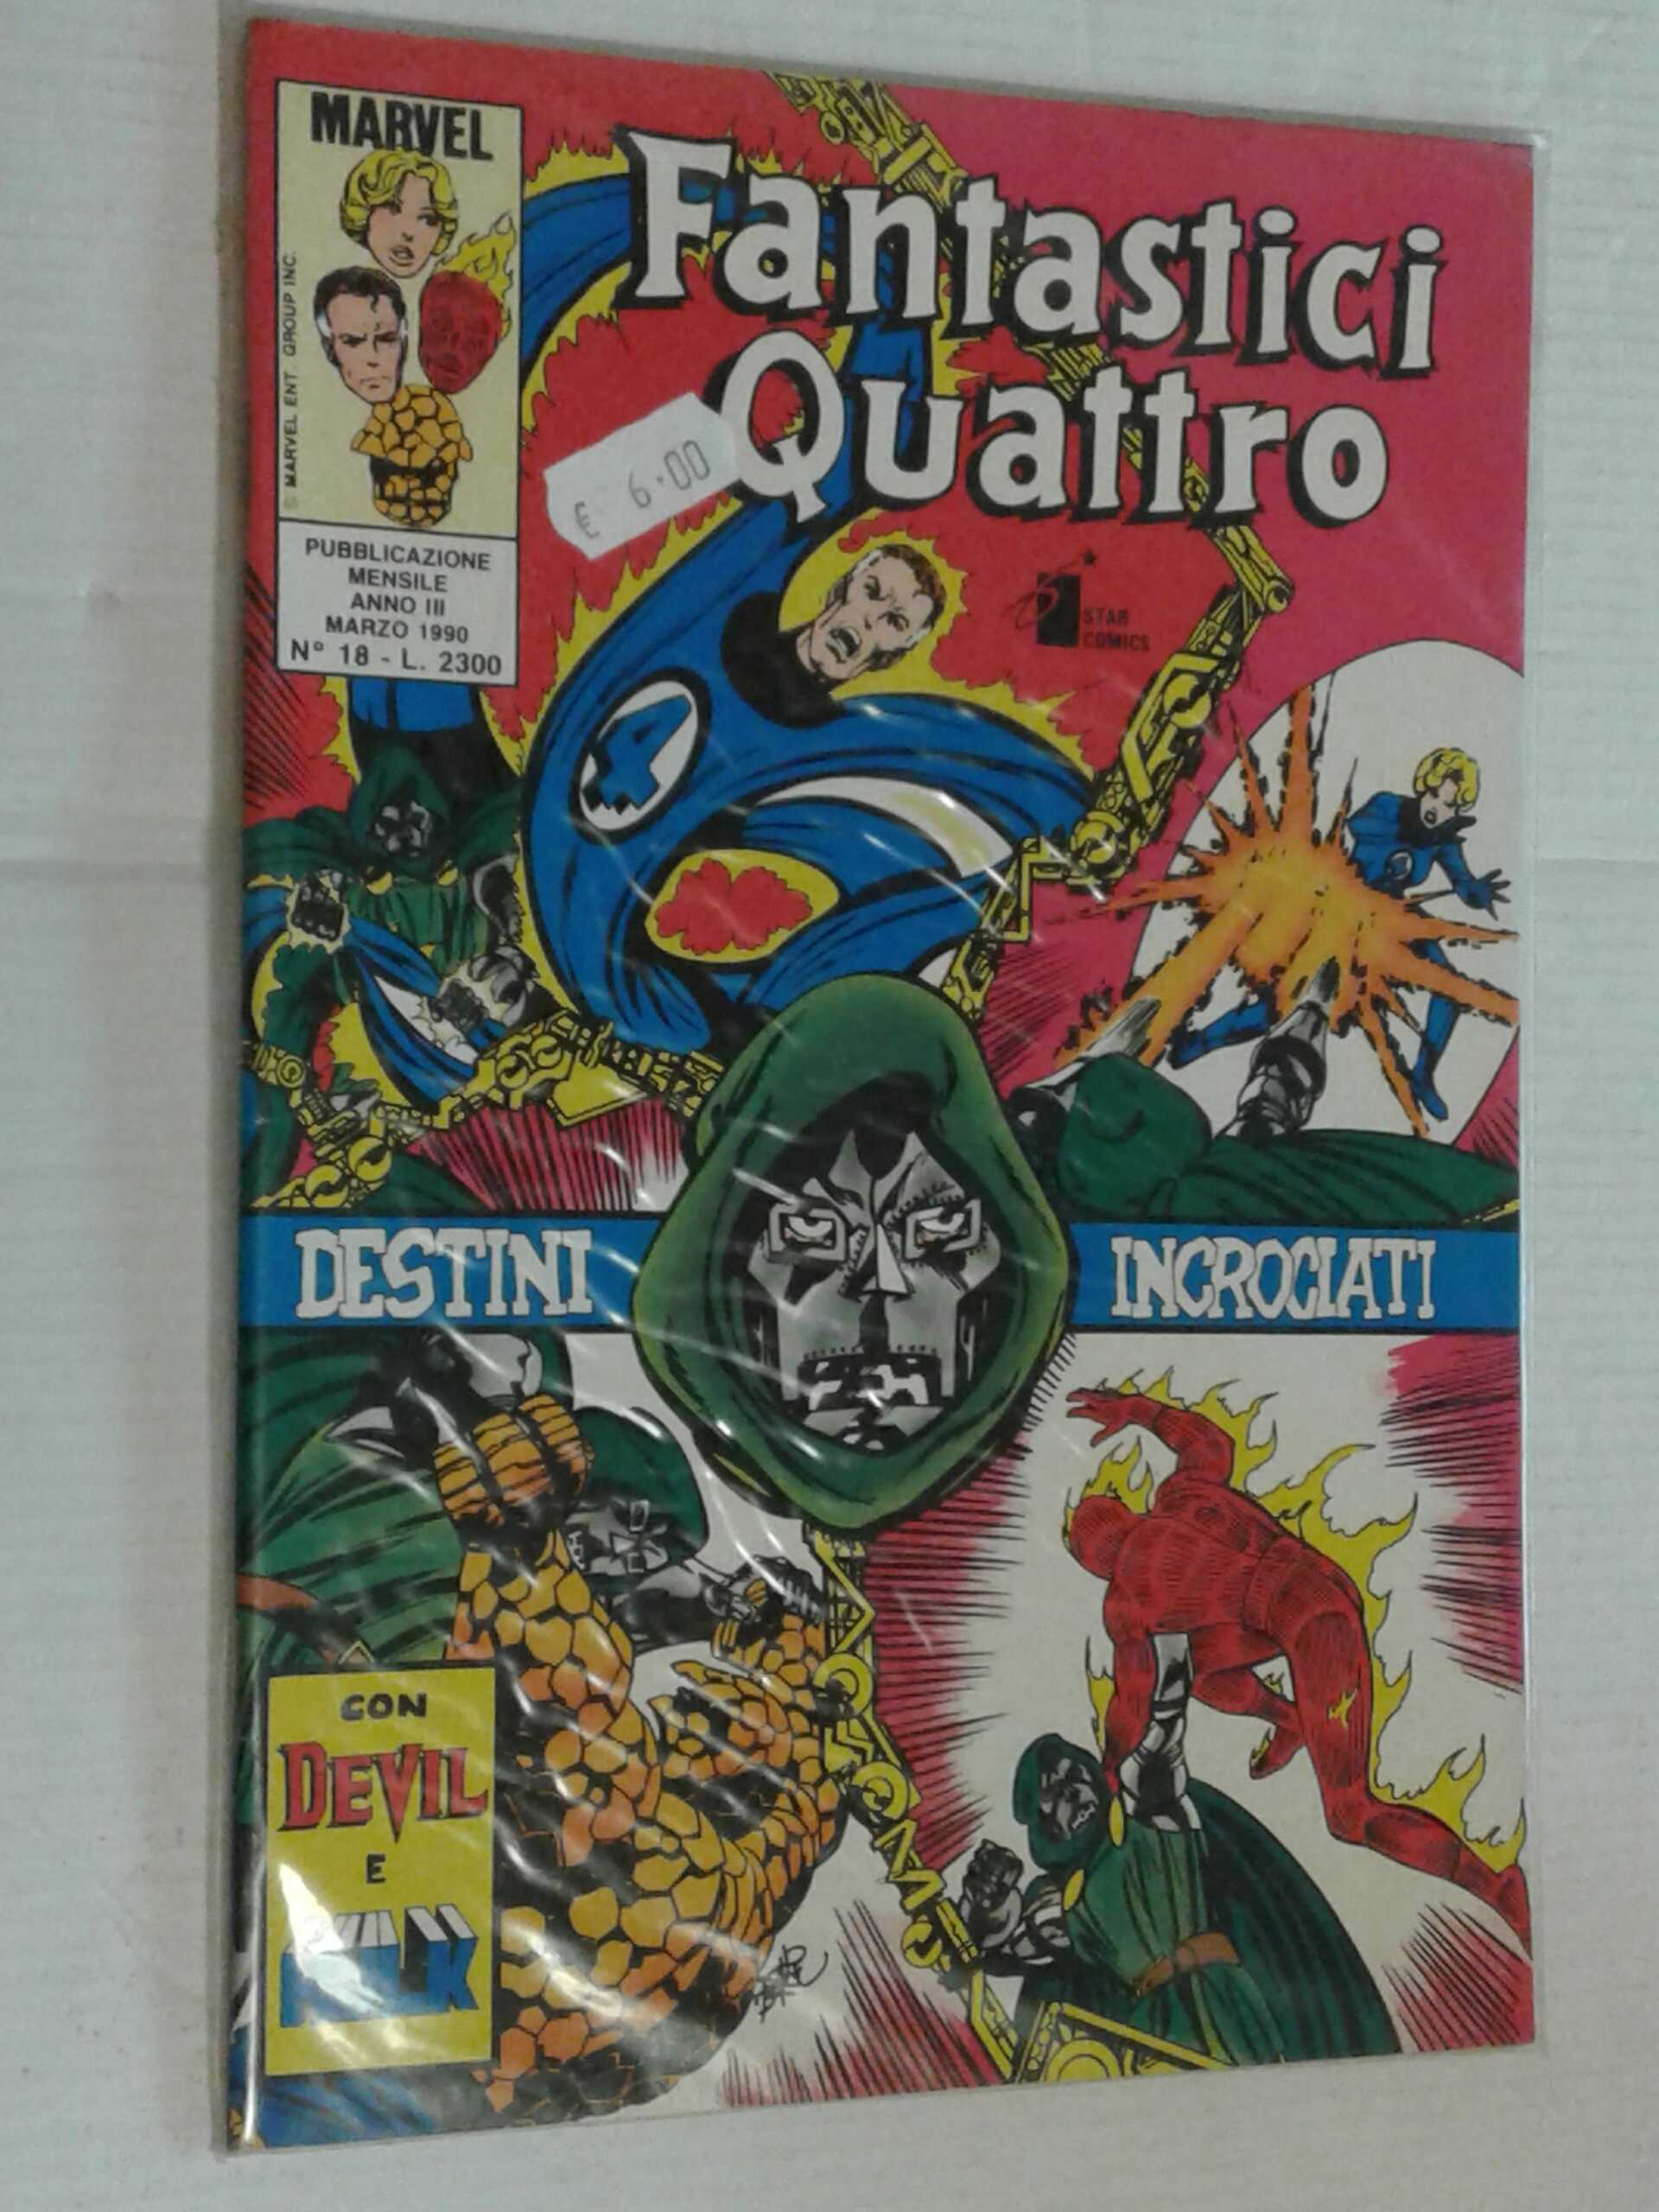 MARVEL
© MARVEL ENT. GROUP INC.
PUBBLICAZIONE
MENSILE
ANNO III
MARZO 1990
N° 18 - L. 2300
Fantastici
Quattro
€ 6.00
STAR
COMICS
4
DESTINI INCROCIATI
CON
DEVIL
E
HULK